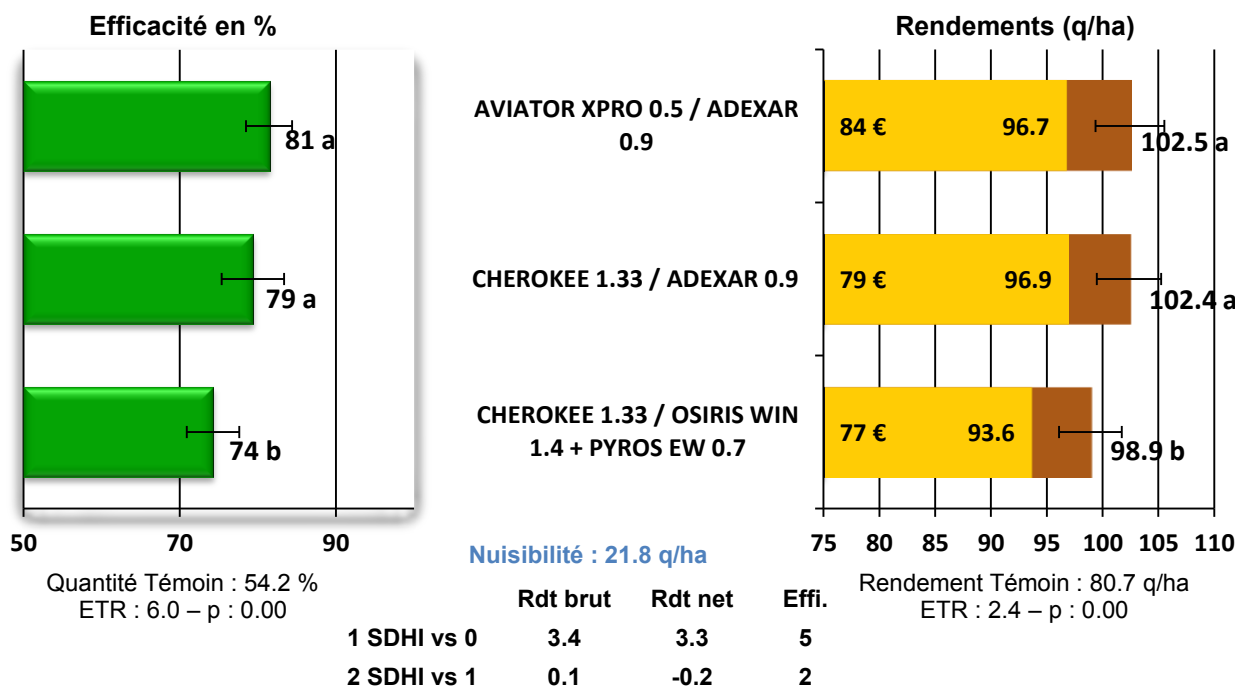 Efficacité en %
Rendements (q/ha)
AVIATOR XPRO 0.5 / ADEXAR
0.9
81 a
84 €
96.7
102.5 a
CHEROKEE 1.33 / ADEXAR 0.9
79 a
79 €
96.9
102.4 a
CHEROKEE 1.33 / OSIRIS WIN
1.4 + PYROS EW 0.7
74 b
77 €
93.6
98.9 b
50 70 90
75 80 85 90 95 100 105 110
Quantité Témoin : 54.2 %
ETR : 6.0 – p : 0.00
Nuisibilité : 21.8 q/ha
Rendement Témoin : 80.7 q/ha
ETR : 2.4 – p : 0.00
Rdt brut Rdt net Effi.
1 SDHI vs 0 3.4 3.3 5
2 SDHI vs 1 0.1 -0.2 2